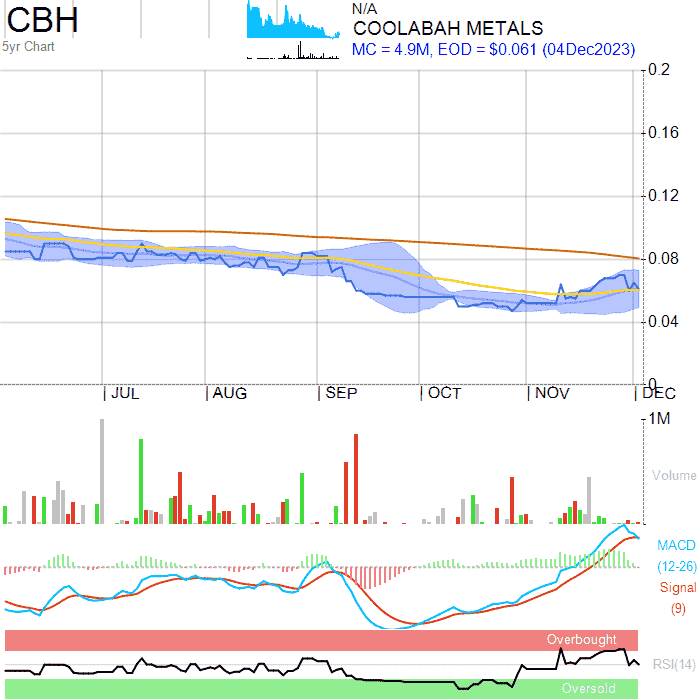 CBH
5yr Chart
N/A
COOLABAH METALS
MC = 4.9M, EOD = $0.061 (04Dec2023)
0.2
0.16
0.12
0.08
0.04
0
JUL AUG SEP OCT NOV DEC
1M
Volume
MACD
(12-26)
Signal
(9)
Overbought
RSI(14)
Oversold